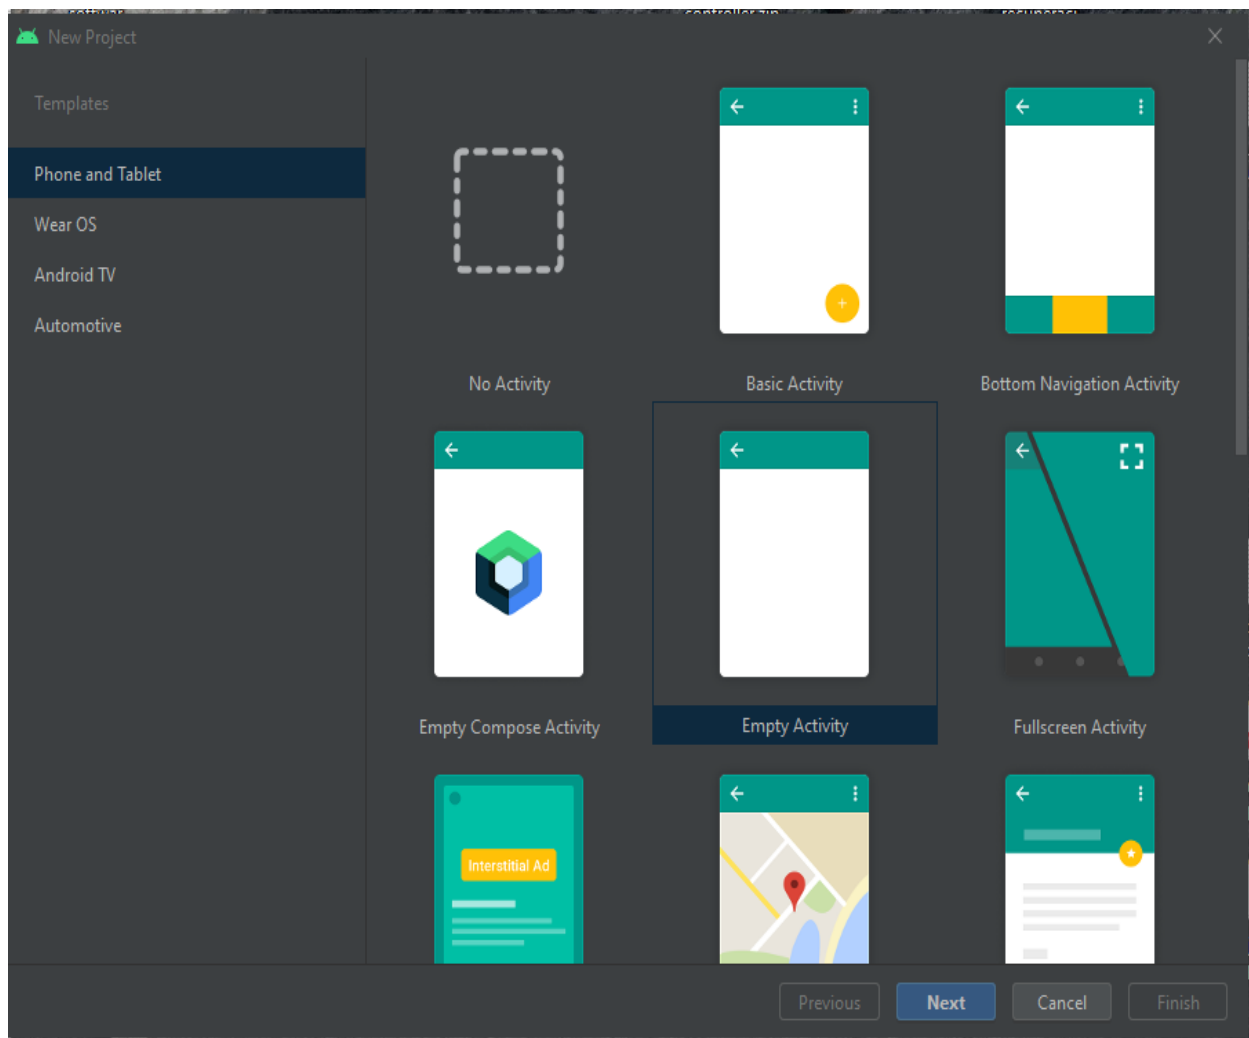 New Project
Templates
Phone and Tablet
Wear OS
Android TV
Automotive
No Activity
Basic Activity
Bottom Navigation Activity
Empty Compose Activity
Empty Activity
Fullscreen Activity
Interstitial Ad
Previous
Next
Cancel
Finish